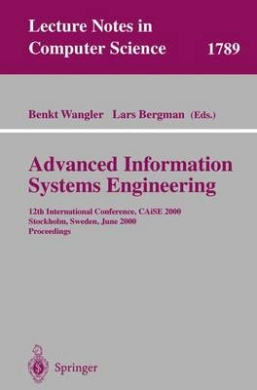 Lecture Notes in
Computer Science 1789
Benkt Wangler Lars Bergman (Eds.)
Advanced Information
Systems Engineering
12th International Conference, CAiSE 2000
Stockholm, Sweden, June 2000
Proceedings
Springer